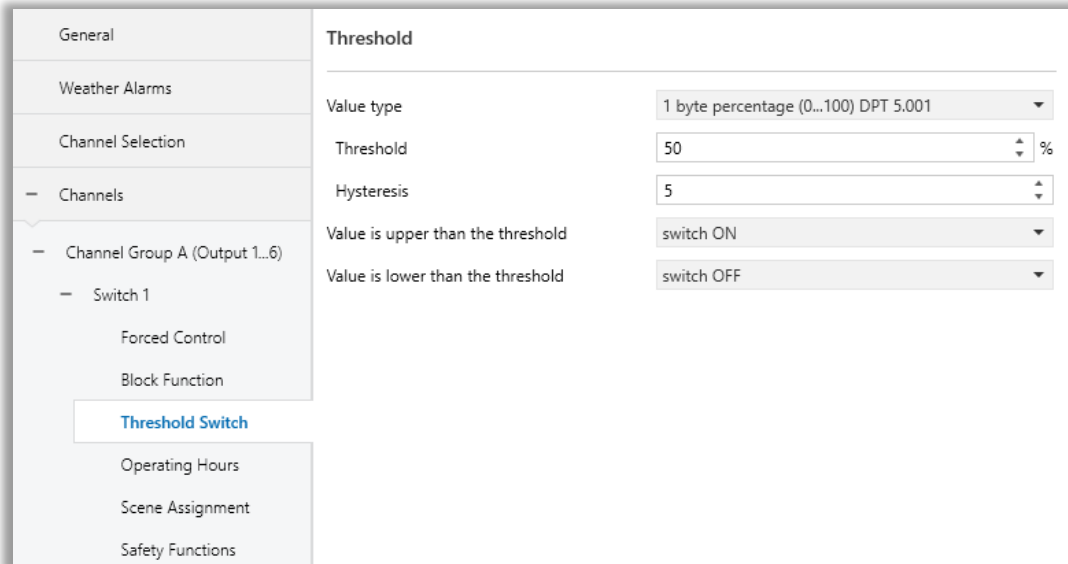 General
Weather Alarms
Channel Selection
− Channels
− Channel Group A (Output 1...6)
− Switch 1
Forced Control
Block Function
Threshold Switch
Operating Hours
Scene Assignment
Safety Functions
Threshold
Value type 1 byte percentage (0...100) DPT 5.001
Threshold 50 %
Hysteresis 5
Value is upper than the threshold switch ON
Value is lower than the threshold switch OFF